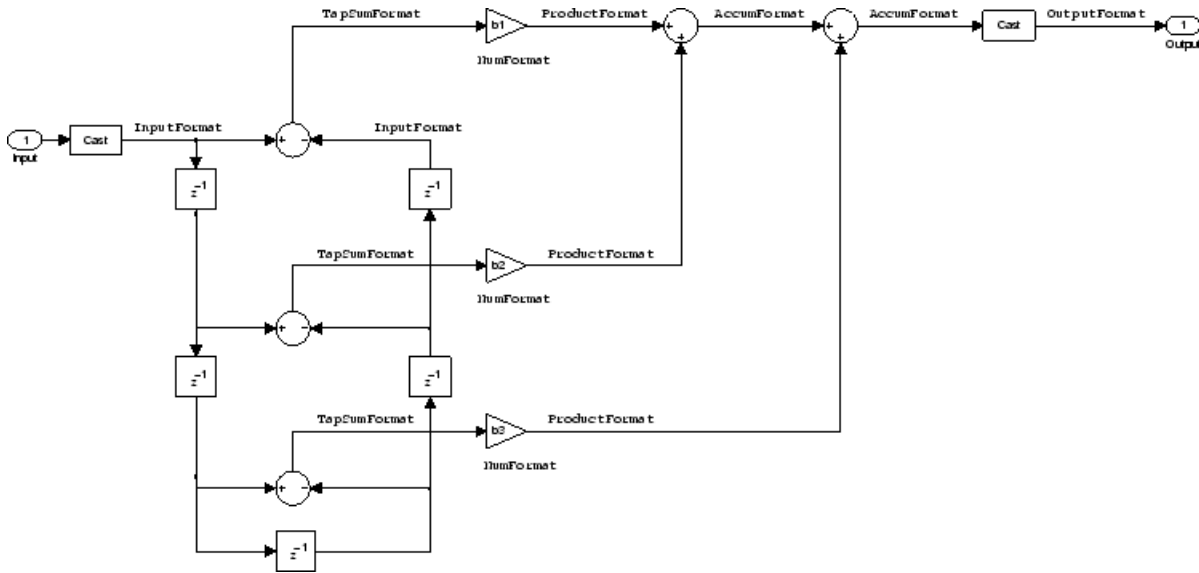 TapSumFormat
b1
ProductFormat
AccumFormat
AccumFormat
Cast
OutputFormat
1
Output
+
+
+
+
NumFormat
1
Input
Cast
InputFormat
+
−
InputFormat
z⁻¹
z⁻¹
TapSumFormat
b2
ProductFormat
NumFormat
+
−
z⁻¹
z⁻¹
TapSumFormat
b3
ProductFormat
NumFormat
+
−
z⁻¹